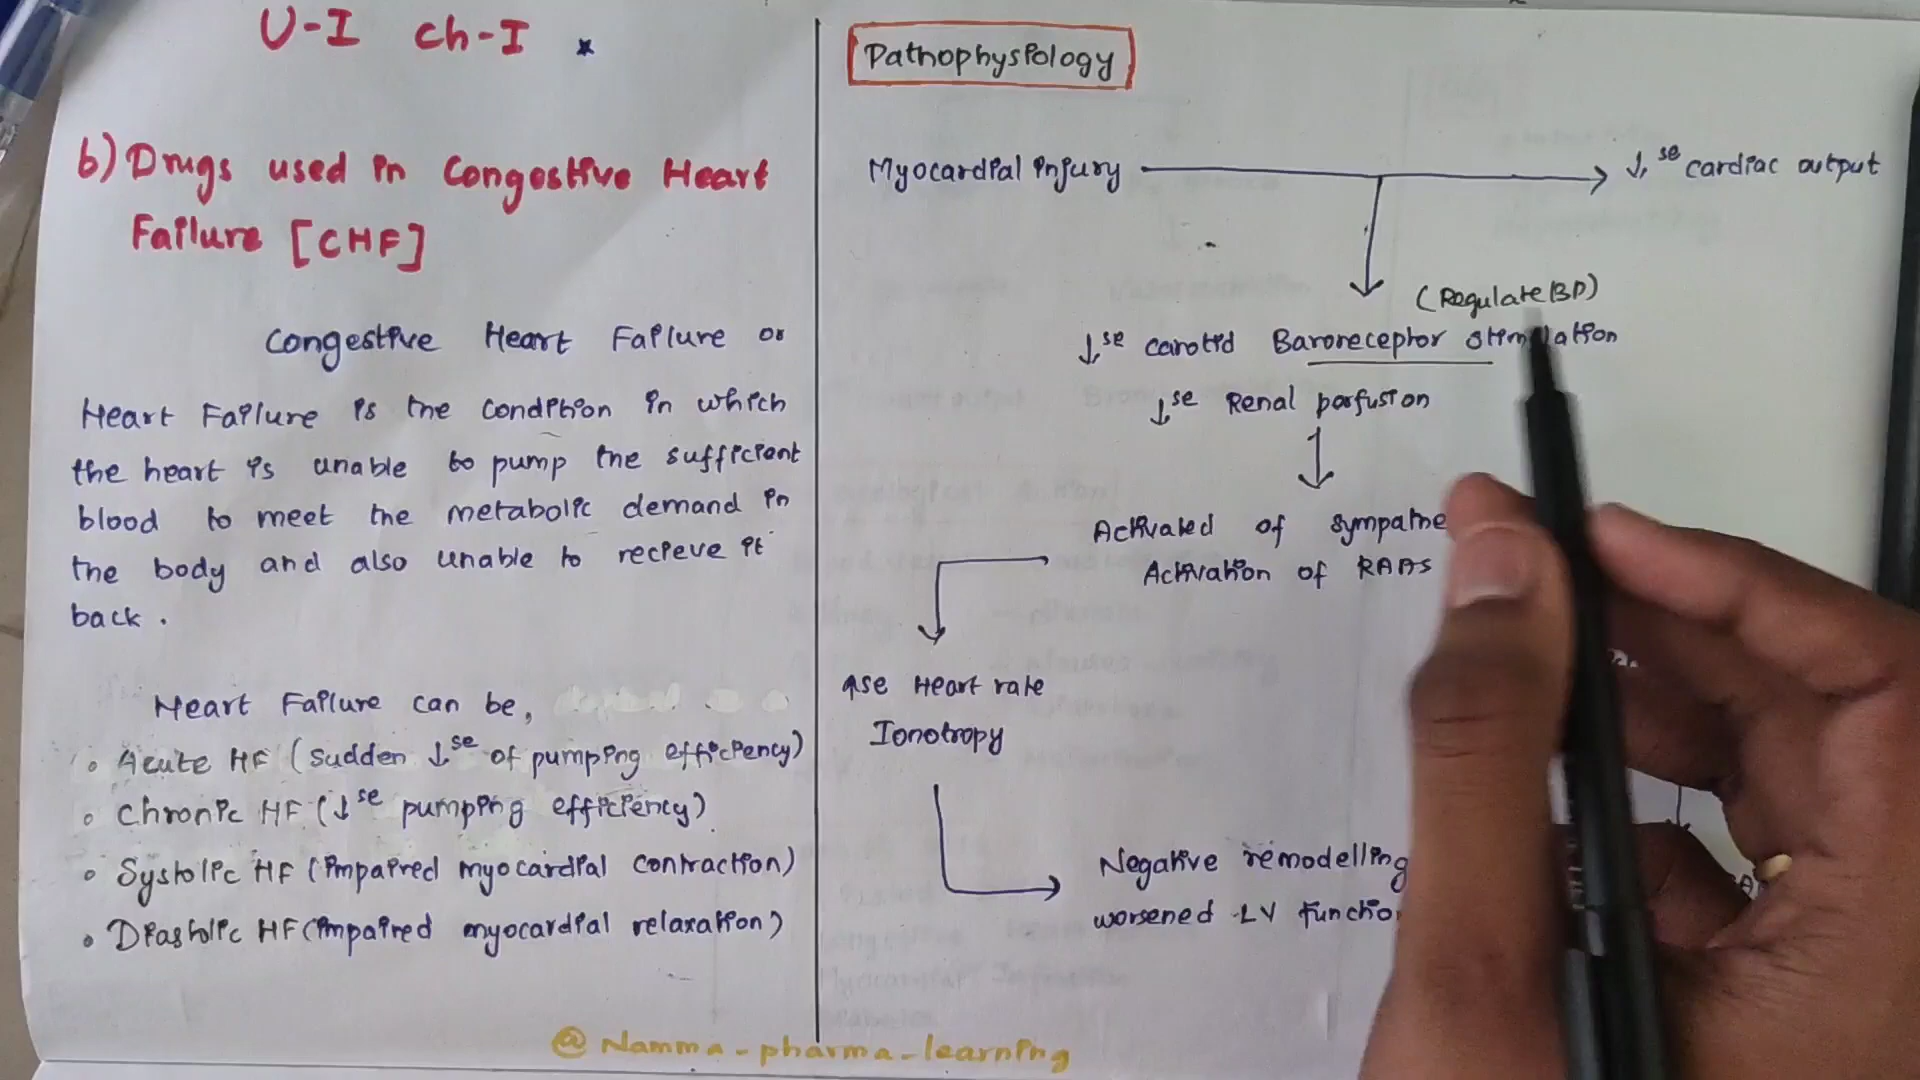 U-I ch-I *
b) Drugs used in Congestive Heart
Failure [CHF]
Congestive Heart Failure or
Heart Failure is the condition in which
the heart is unable to pump the sufficient
blood to meet the metabolic demand in
the body and also unable to recieve it
back.
Heart Failure can be,
• Acute HF (Sudden ↓se of pumping efficiency)
• Chronic HF (↓se pumping efficiency)
• Systolic HF (impaired myocardial contraction)
• Diastolic HF (impaired myocardial relaxation)
Pathophysiology
Myocardial injury → ↓se cardiac output
(Regulate BP)
↓se carotid Baroreceptor stimulation
↓se Renal perfusion
Activated of
Activation of RAAS
↑se Heart rate
Ionotropy
Negative remodelling
worsened LV
@Namma-pharma-learning